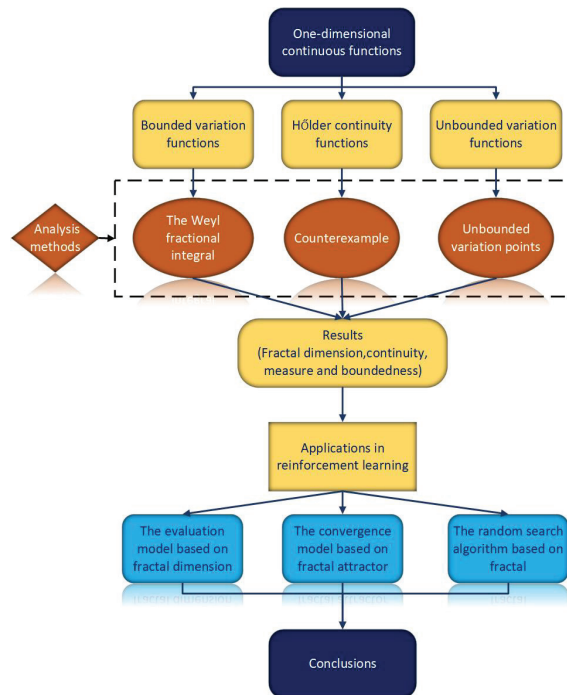 One-dimensional
continuous functions
Bounded variation
functions
HŐlder continuity
functions
Unbounded variation
functions
Analysis
methods
The Weyl
fractional
integral
Counterexample
Unbounded
variation points
Results
(Fractal dimension,continuity,
measure and boundedness)
Applications in
reinforcement learning
The evaluation model based on
fractal dimension
The convergence
model based on
fractal attractor
The random search
algorithm based on
fractal
Conclusions